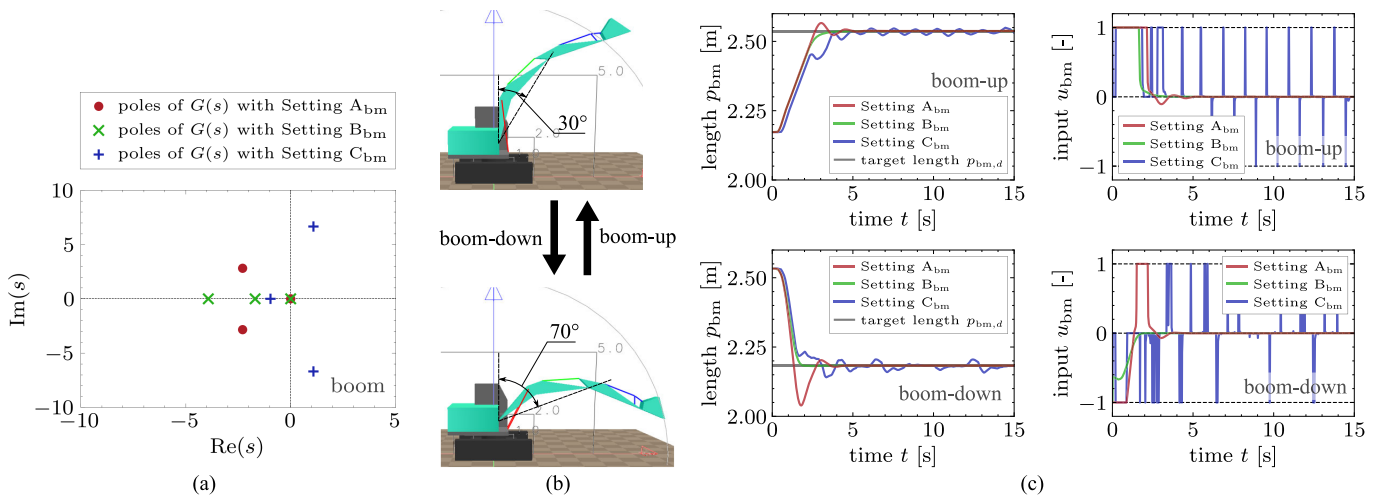 poles of G(s) with Setting A_bm
poles of G(s) with Setting B_bm
poles of G(s) with Setting C_bm
10
5
0
−5
−10
Im(s)
boom
−10
−5
0
5
Re(s)
(a)
5.0
30°
2.0
boom-down
boom-up
70°
5.0
2.0
(b)
length p_bm [m]
2.50
2.25
2.00
boom-up
Setting A_bm
Setting B_bm
Setting C_bm
target length p_bm,d
0
5
10
15
time t [s]
input u_bm [-]
1
0
−1
Setting A_bm
Setting B_bm
Setting C_bm
boom-up
0
5
10
15
time t [s]
length p_bm [m]
2.50
2.25
2.00
Setting A_bm
Setting B_bm
Setting C_bm
target length p_bm,d
boom-down
0
5
10
15
time t [s]
input u_bm [-]
1
0
−1
Setting A_bm
Setting B_bm
Setting C_bm
boom-down
0
5
10
15
time t [s]
(c)